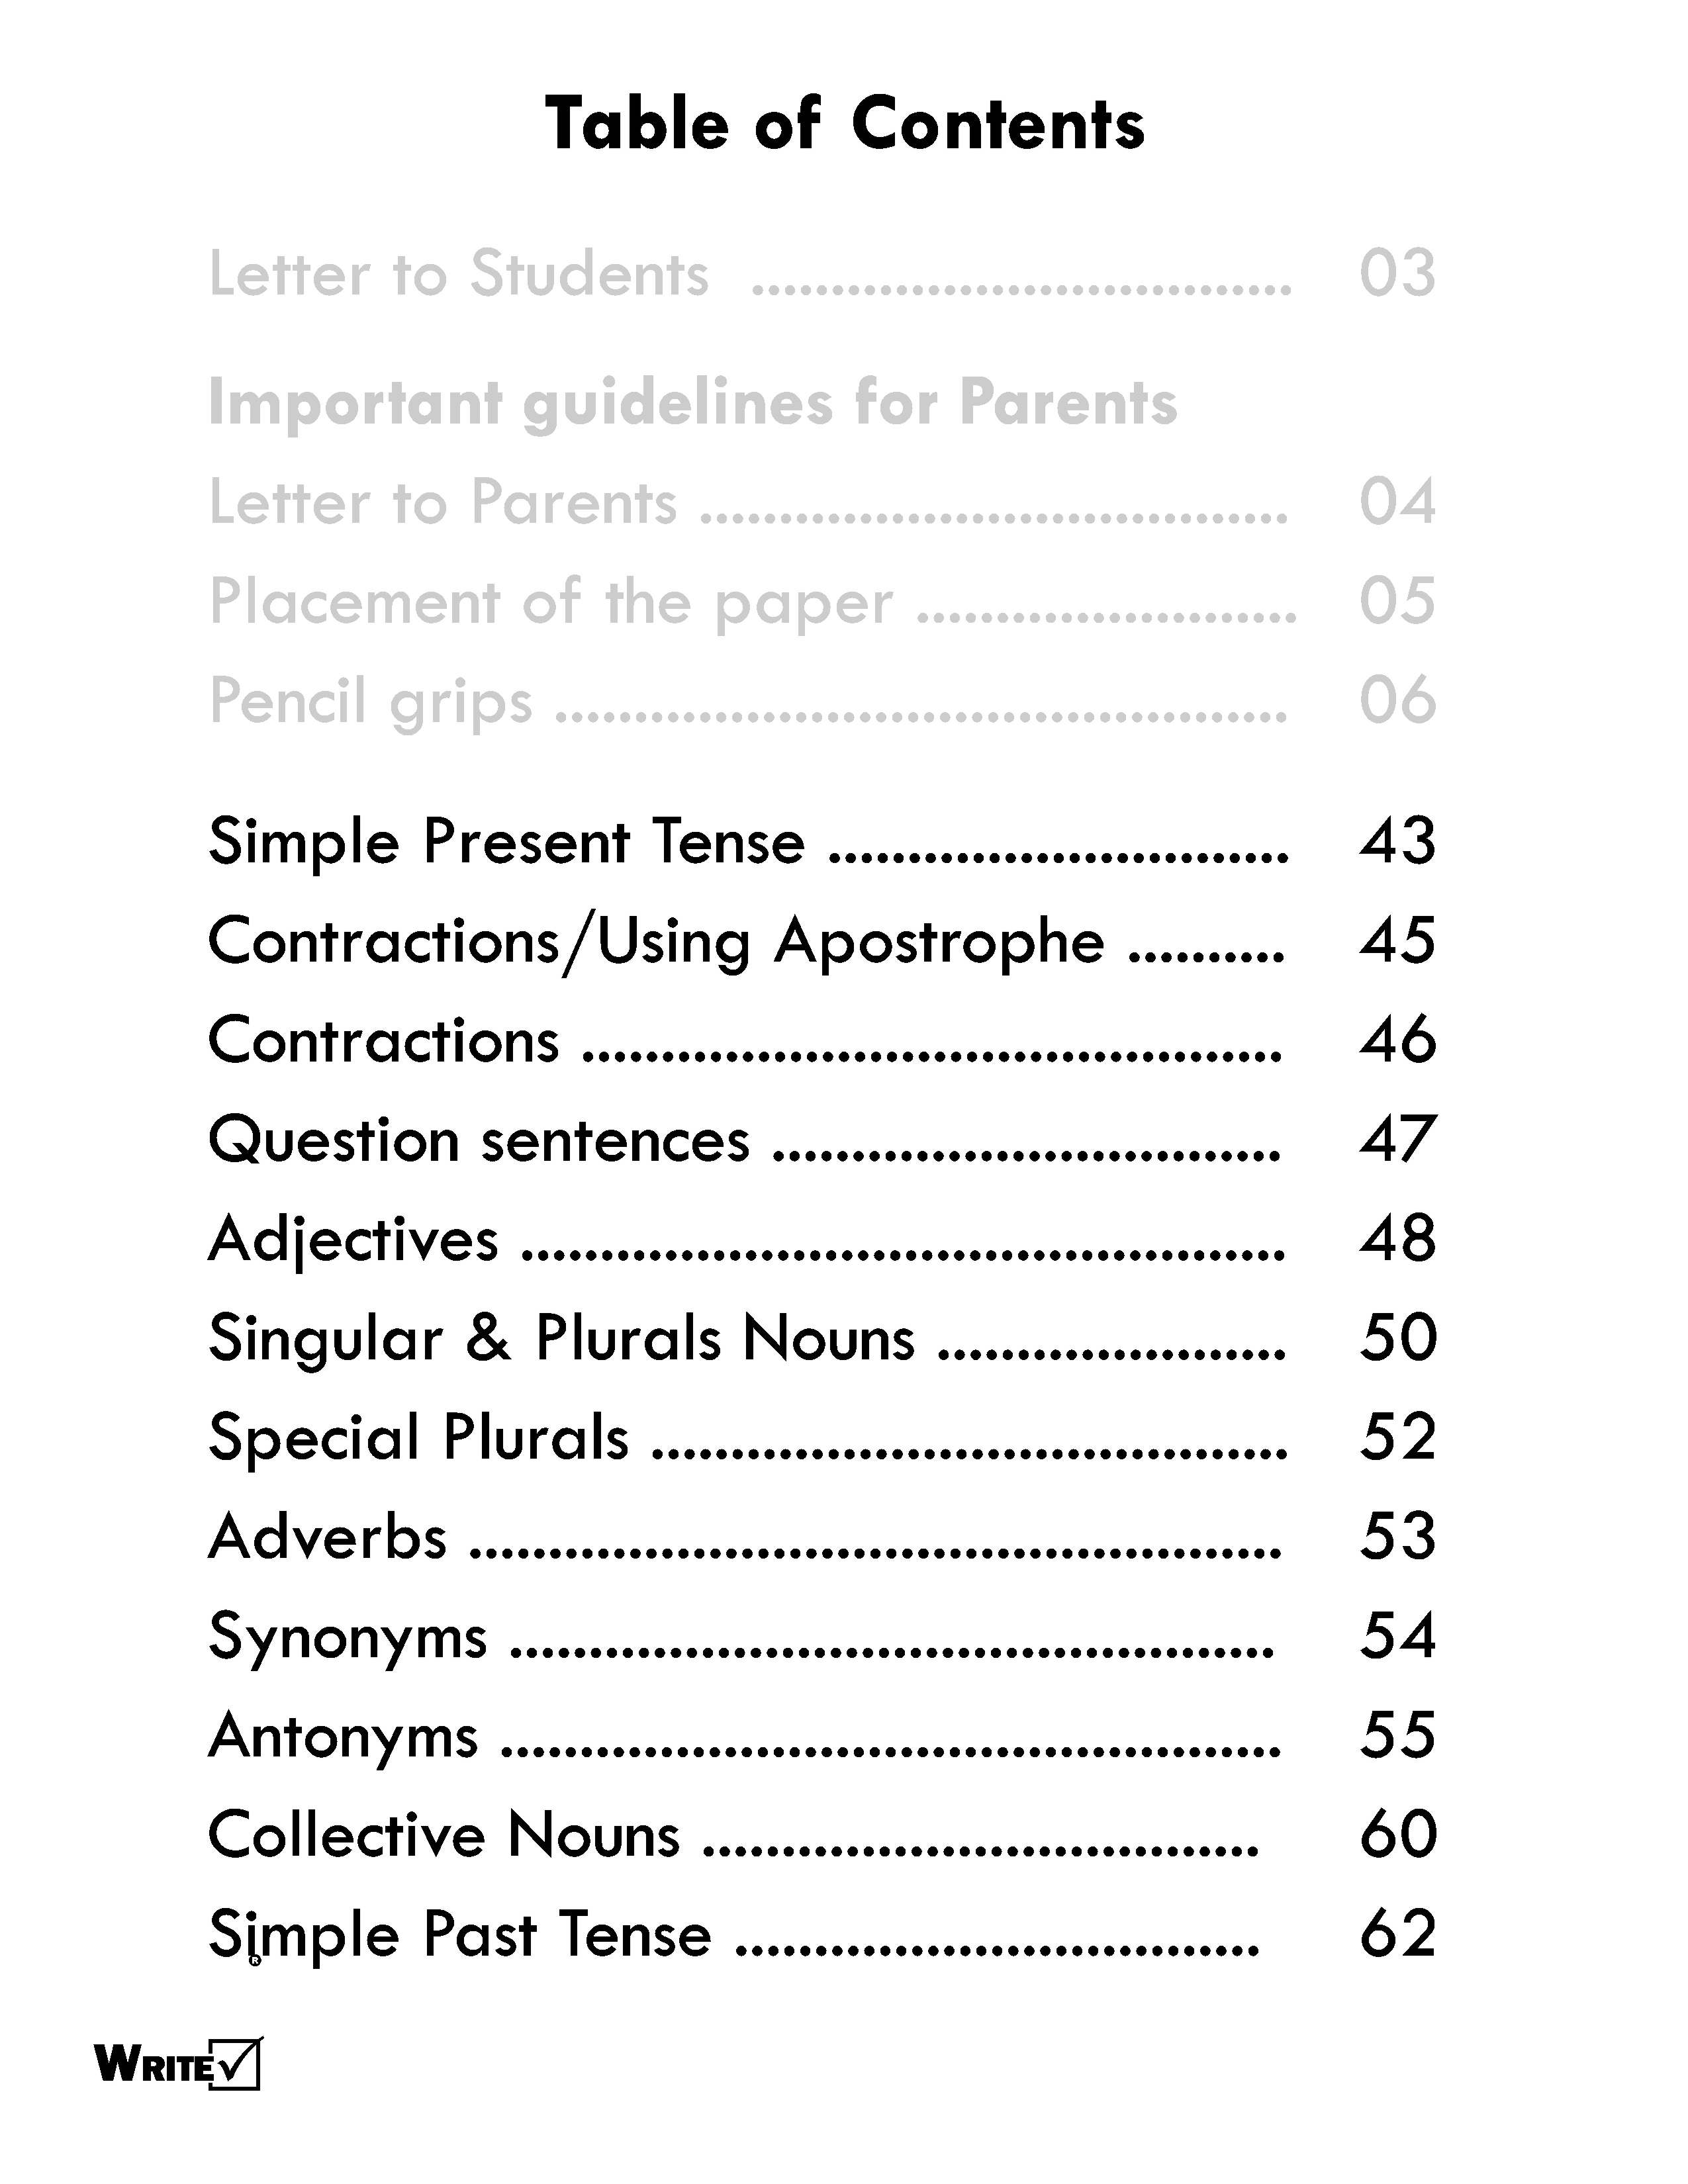 Table of Contents
Letter to Students .................................. 03
Important guidelines for Parents
Letter to Parents ..................................... 04
Placement of the paper ........................ 05
Pencil grips .............................................. 06
Simple Present Tense ............................. 43
Contractions/Using Apostrophe .......... 45
Contractions ............................................ 46
Question sentences ................................ 47
Adjectives ................................................ 48
Singular & Plurals Nouns ...................... 50
Special Plurals ........................................ 52
Adverbs ................................................... 53
Synonyms ................................................ 54
Antonyms ................................................. 55
Collective Nouns ................................... 60
Simple Past Tense ................................. 62
®
WRITE